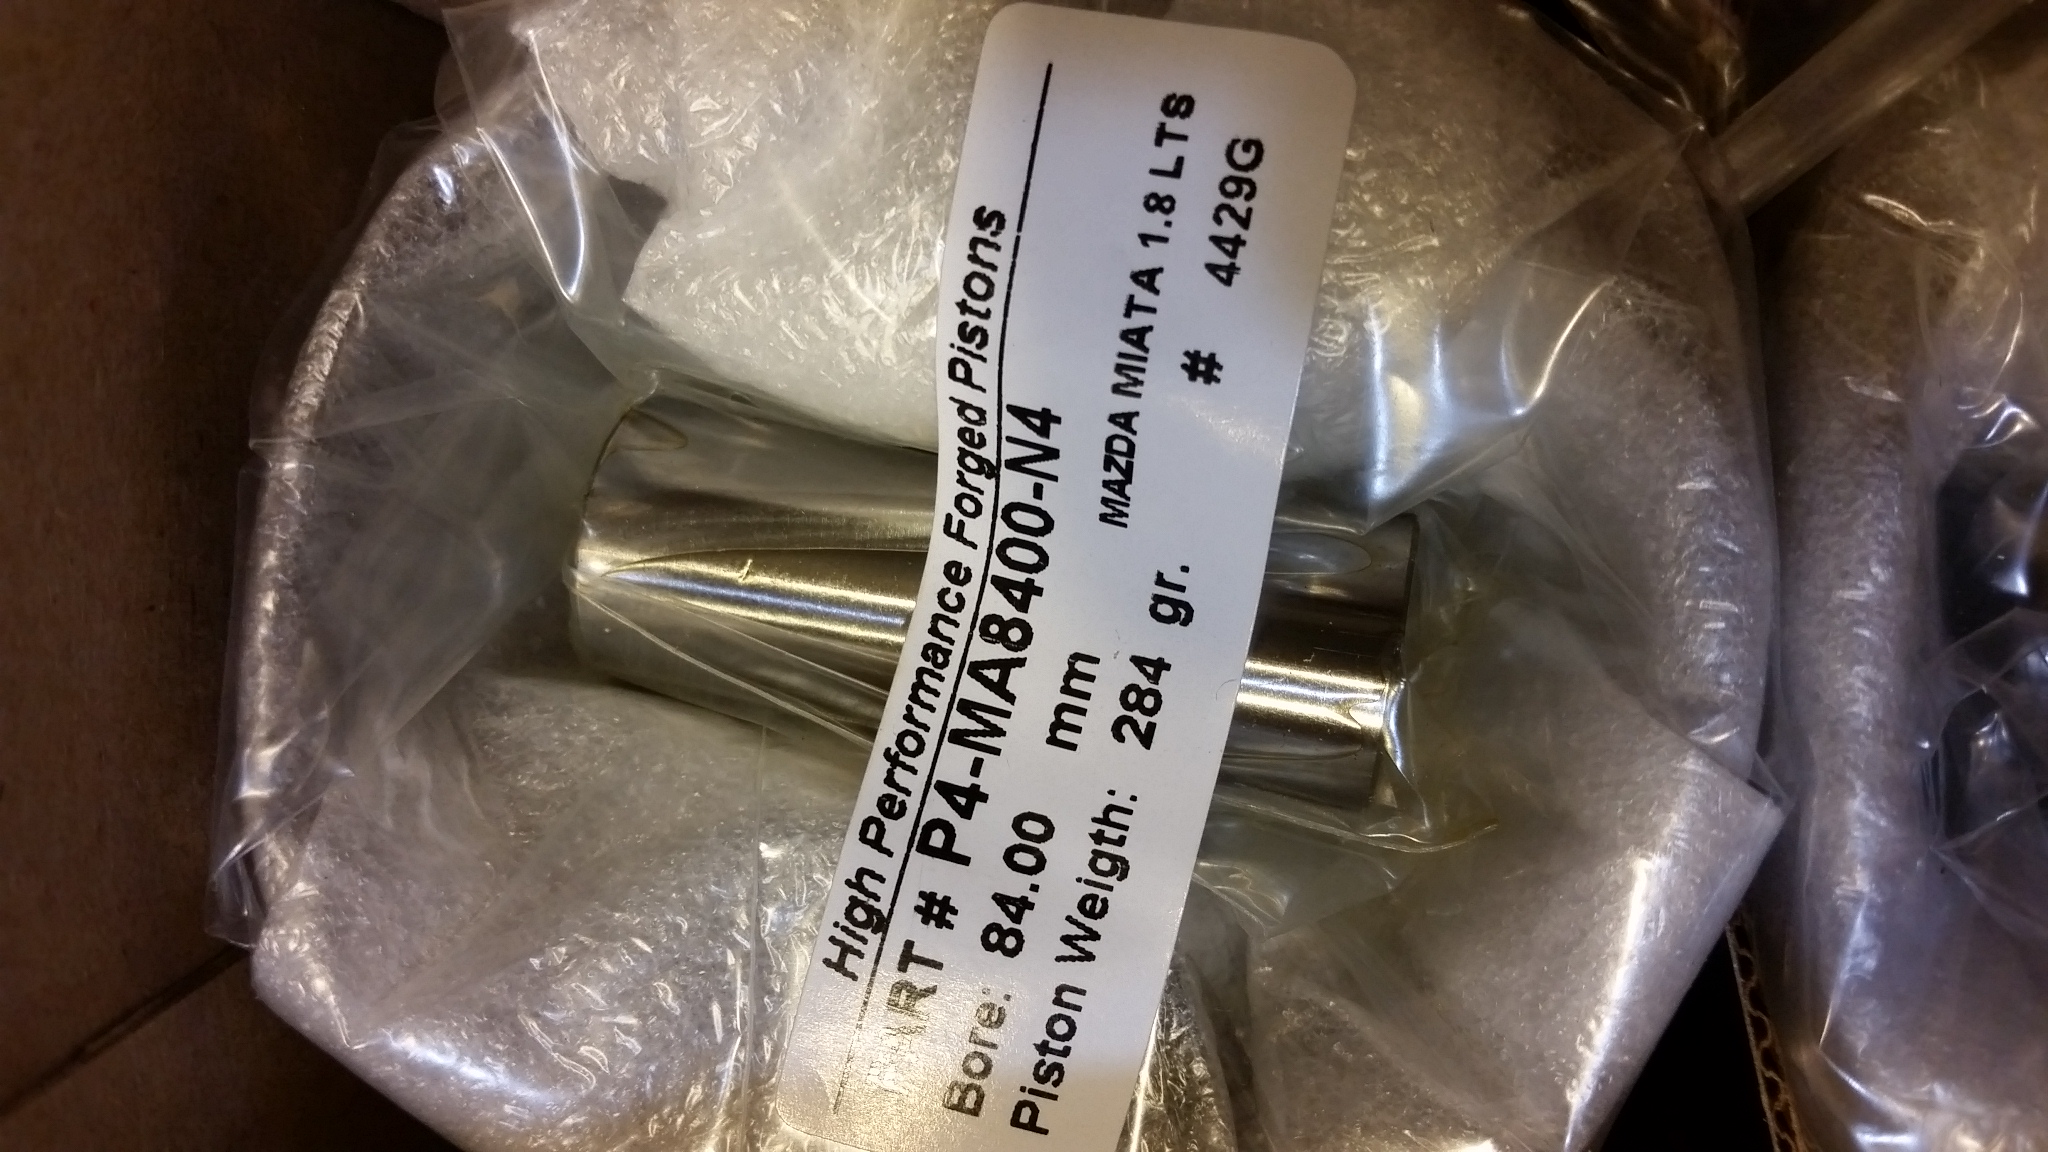 High Performance Forged Pistons
PART # P4-MA8400-N4
Bore: 84.00 mm MAZDA MIATA 1.8 LTS
Piston Weigth: 284 gr. # 4429G